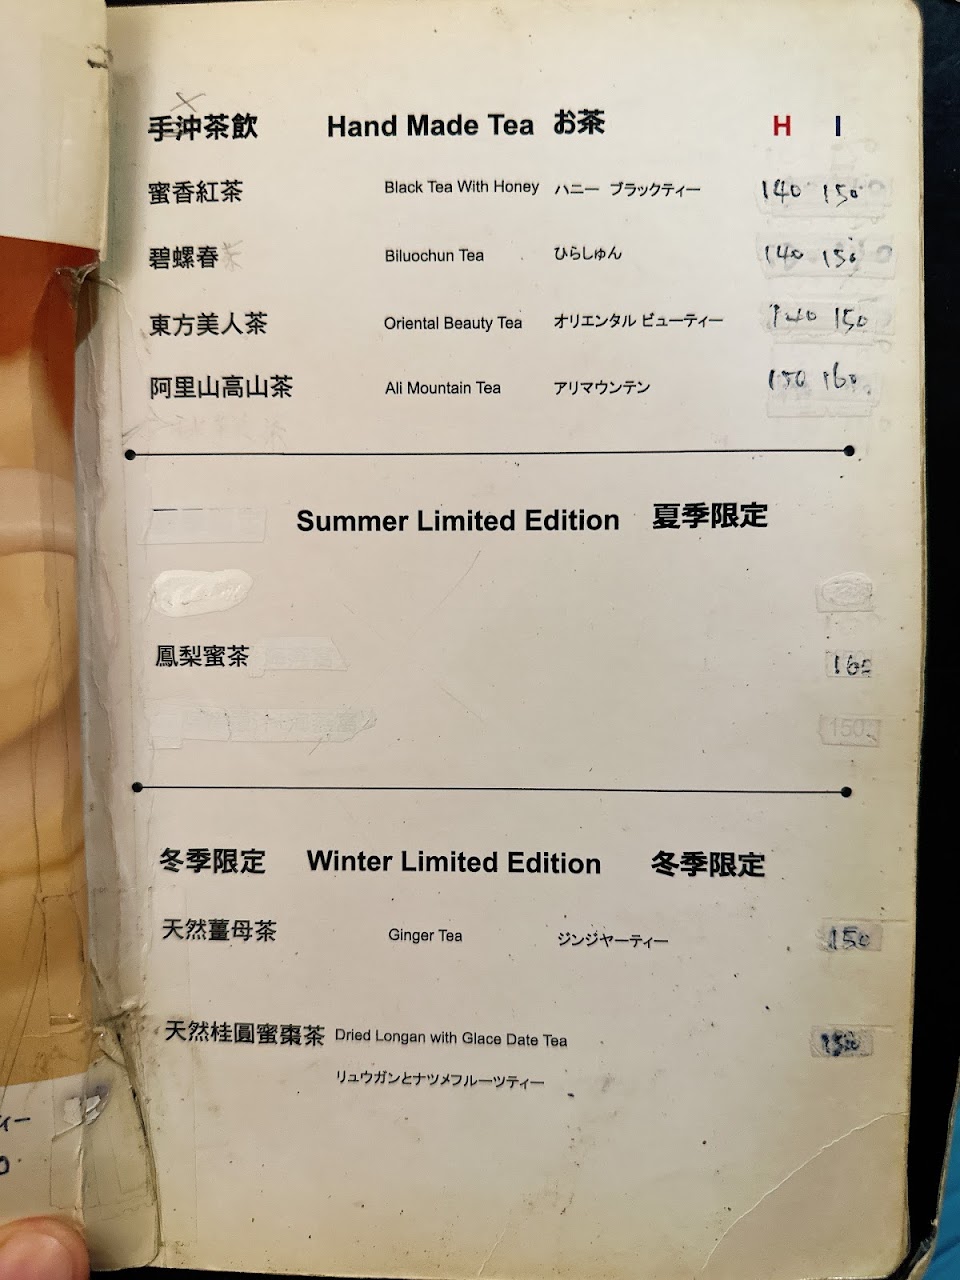 手沖茶飲 Hand Made Tea お茶 H I
蜜香紅茶 Black Tea With Honey ハニー ブラックティー 140 150
碧螺春 Biluochun Tea ひらしゅん 140 150
東方美人茶 Oriental Beauty Tea オリエンタル ビューティー 140 150
阿里山高山茶 Ali Mountain Tea アリマウンテン 150 160
Summer Limited Edition 夏季限定
鳳梨蜜茶 160
150
冬季限定 Winter Limited Edition 冬季限定
天然薑母茶 Ginger Tea ジンジヤーティー 150
天然桂圓蜜棗茶 Dried Longan with Glace Date Tea 150
リュウガンとナツメフルーツティー
ィー
0